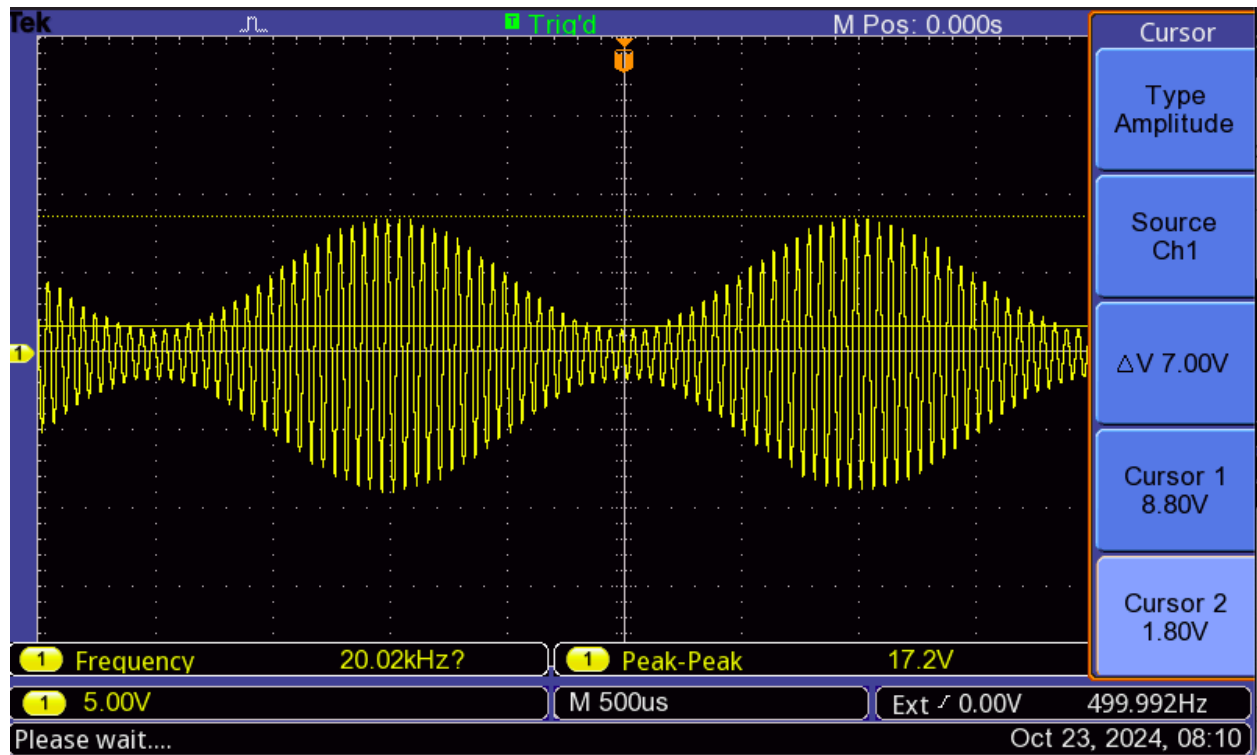 Tek
T Trig'd
M Pos: 0.000s
Cursor
Type
Amplitude
Source
Ch1
△V 7.00V
Cursor 1
8.80V
Cursor 2
1.80V
1
1 Frequency 20.02kHz?
1 Peak-Peak 17.2V
1 5.00V
M 500us
Ext / 0.00V 499.992Hz
Please wait....
Oct 23, 2024, 08:10